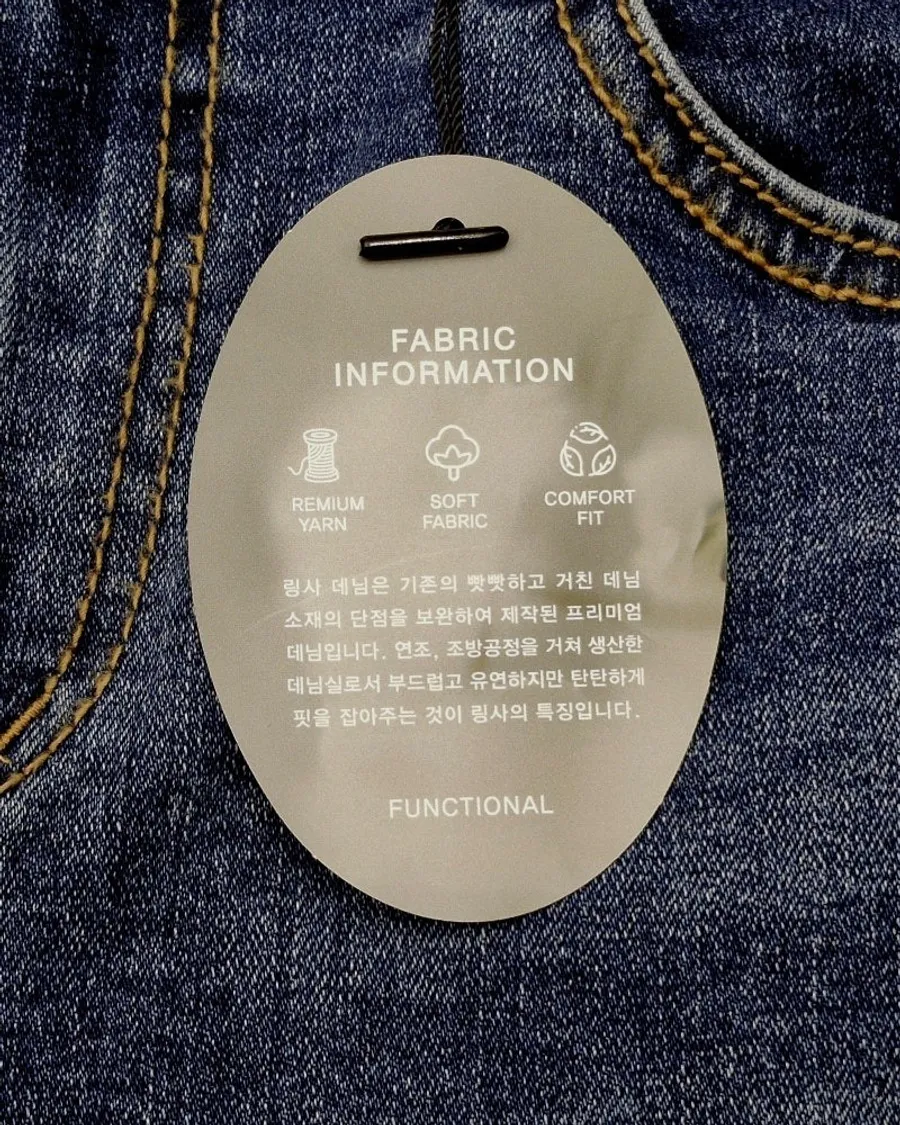 FABRIC
INFORMATION
REMIUM
YARN
SOFT
FABRIC
COMFORT
FIT
링사 데님은 기존의 빳빳하고 거친 데님
소재의 단점을 보완하여 제작된 프리미엄
데님입니다. 연조, 조방공정을 거쳐 생산한
데님실로서 부드럽고 유연하지만 탄탄하게
핏을 잡아주는 것이 링사의 특징입니다.
FUNCTIONAL